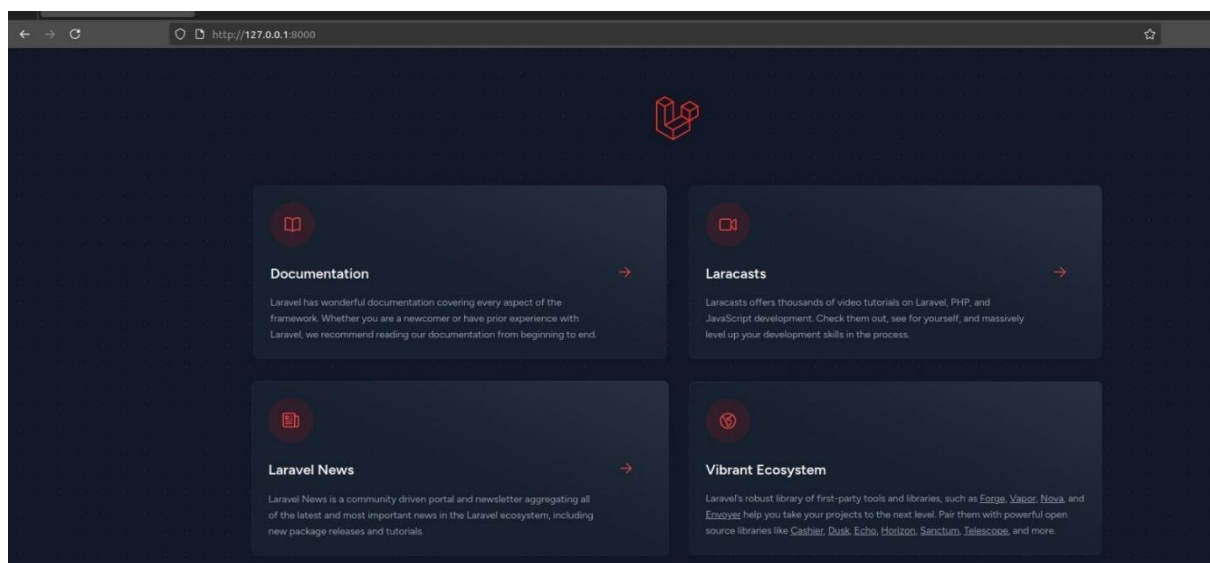 http://127.0.0.1:8000
Documentation
Laravel has wonderful documentation covering every aspect of the
framework. Whether you are a newcomer or have prior experience with
Laravel, we recommend reading our documentation from beginning to end.
Laracasts
Laracasts offers thousands of video tutorials on Laravel, PHP, and
JavaScript development. Check them out, see for yourself, and massively
level up your development skills in the process.
Laravel News
Laravel News is a community driven portal and newsletter aggregating all
of the latest and most important news in the Laravel ecosystem, including
new package releases and tutorials.
Vibrant Ecosystem
Laravel's robust library of first-party tools and libraries, such as Forge, Vapor, Nova, and
Envoyer help you take your projects to the next level. Pair them with powerful open
source libraries like Cashier, Dusk, Echo, Horizon, Sanctum, Telescope, and more.